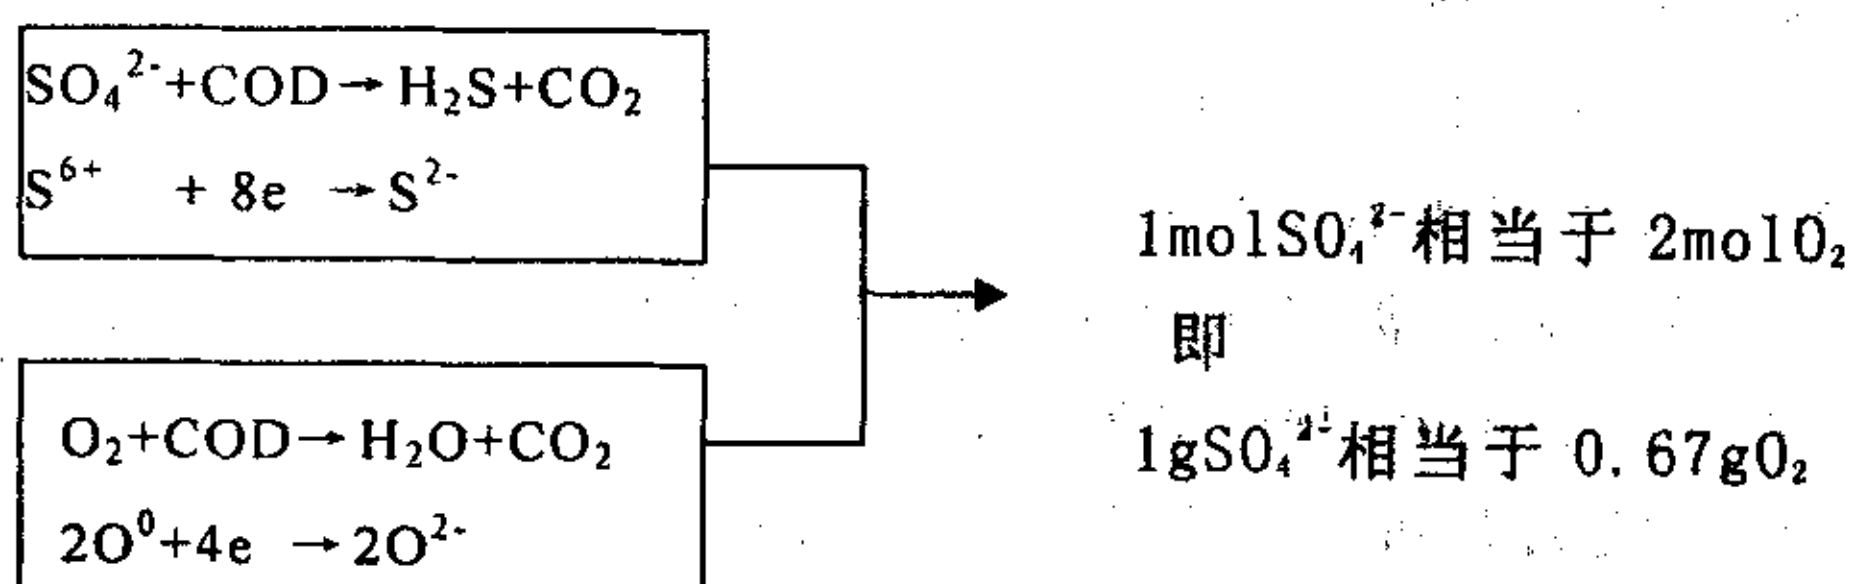 SO₄²⁻+COD→H₂S+CO₂
S⁶⁺ + 8e →S²⁻
O₂+COD→H₂O+CO₂
2O⁰+4e →2O²⁻
1molSO₄²⁻相当于 2molO₂
即
1gSO₄²⁻相当于 0.67gO₂